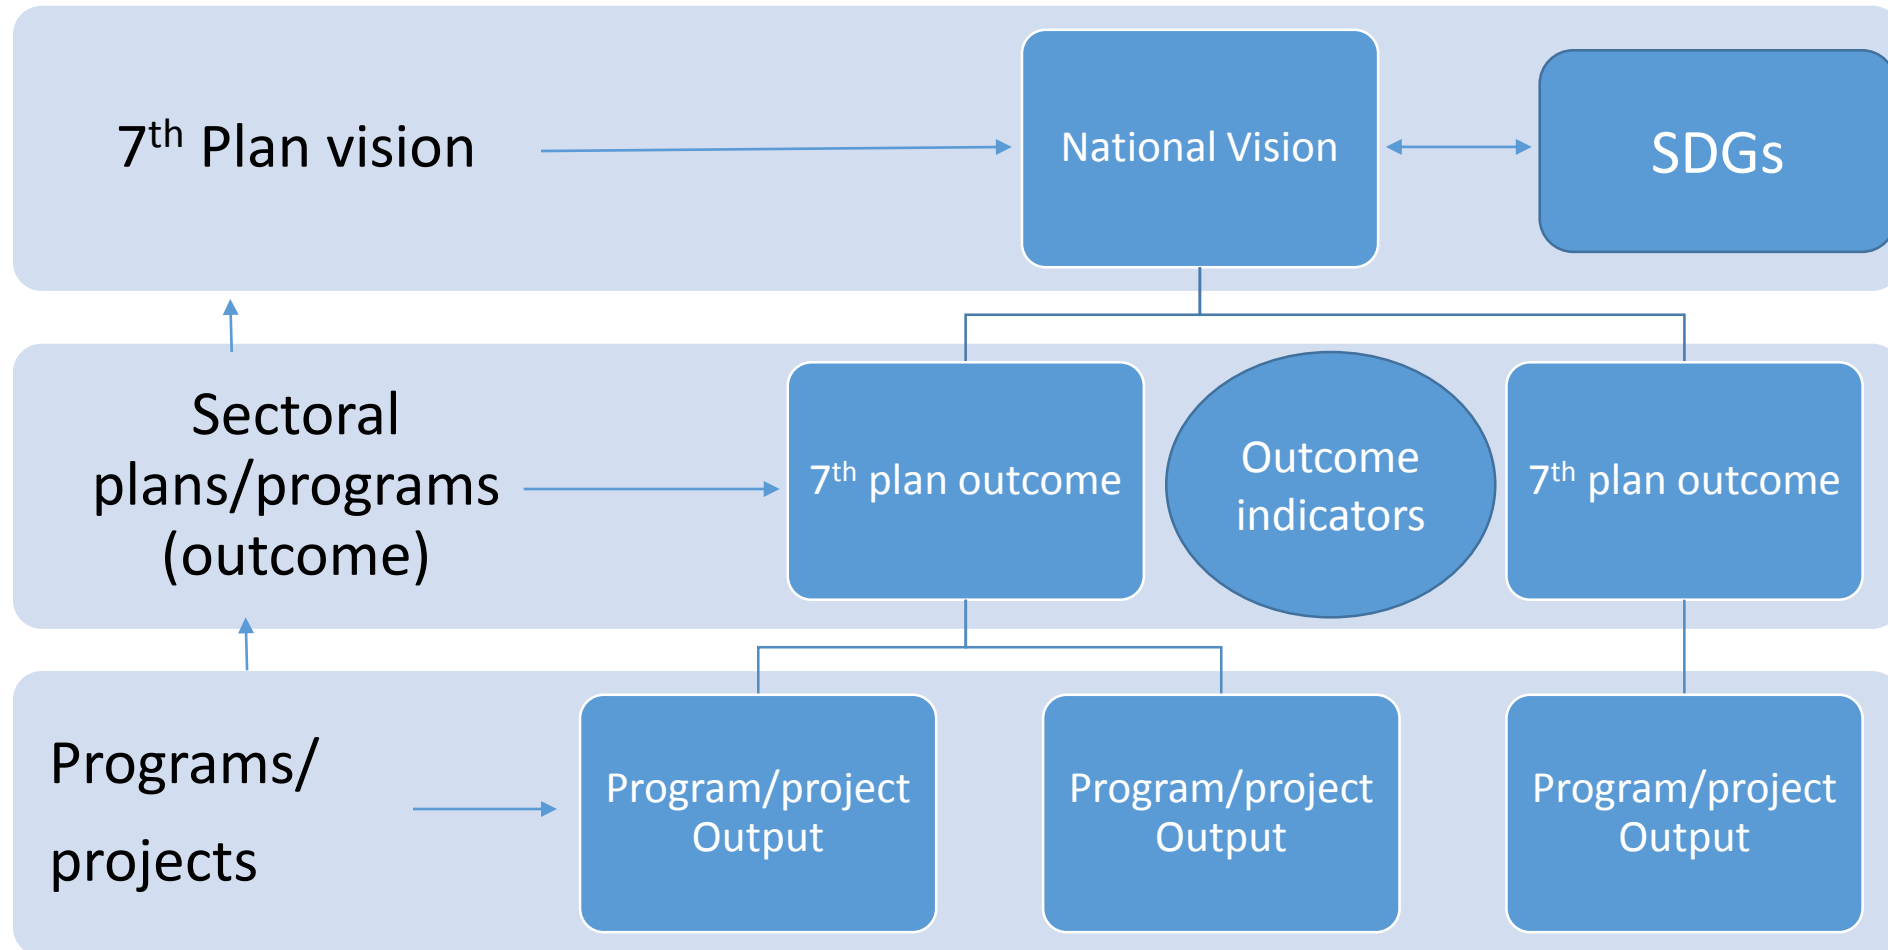 7th Plan vision
National Vision
SDGs
Sectoral
plans/programs
(outcome)
7th plan outcome
Outcome
indicators
7th plan outcome
Programs/
projects
Program/project
Output
Program/project
Output
Program/project
Output